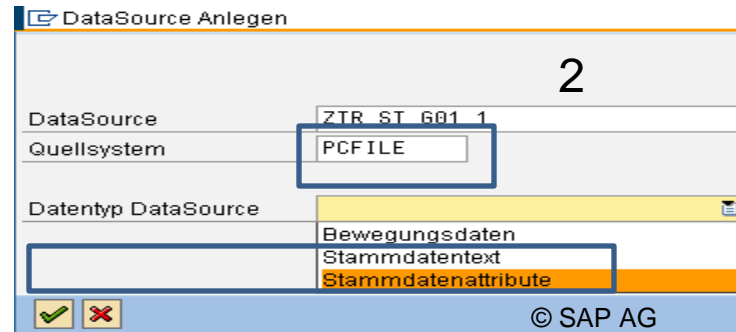 DataSource Anlegen
2
DataSource ZTR_ST_G01_1
Quellsystem PCFILE
Datentyp DataSource
Bewegungsdaten
Stammdatentext
Stammdatenattribute
© SAP AG